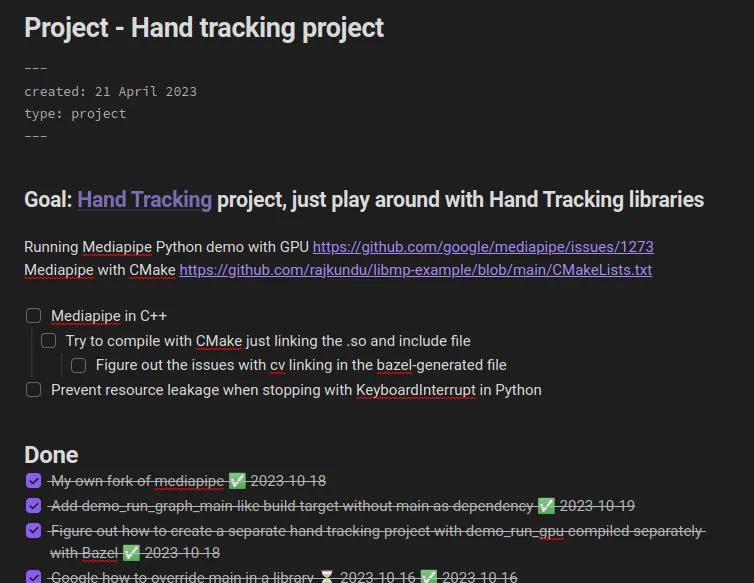 Project - Hand tracking project
---
created: 21 April 2023
type: project
---
Goal: Hand Tracking project, just play around with Hand Tracking libraries
Running Mediapipe Python demo with GPU https://github.com/google/mediapipe/issues/1273
Mediapipe with CMake https://github.com/rajkundu/libmp-example/blob/main/CMakeLists.txt
Mediapipe in C++
Try to compile with CMake just linking the .so and include file
Figure out the issues with cv linking in the bazel-generated file
Prevent resource leakage when stopping with KeyboardInterrupt in Python
Done
My own fork of mediapipe ✅ 2023-10-18
Add demo_run_graph_main like build target without main as dependency ✅ 2023-10-19
Figure out how to create a separate hand tracking project with demo_run_gpu compiled separately
with Bazel ✅ 2023-10-18
Google how to override main in a library ⏳ 2023-10-16 ✅ 2023-10-16